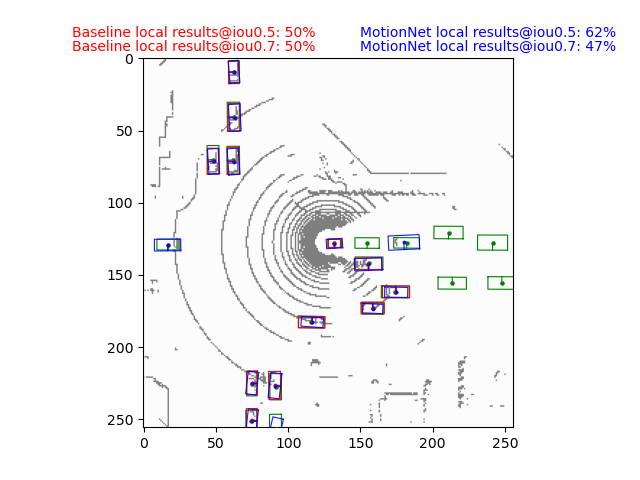 Baseline local results@iou0.5: 50% MotionNet local results@iou0.5: 62%
Baseline local results@iou0.7: 50% MotionNet local results@iou0.7: 47%
0
50
100
150
200
250
0 50 100 150 200 250